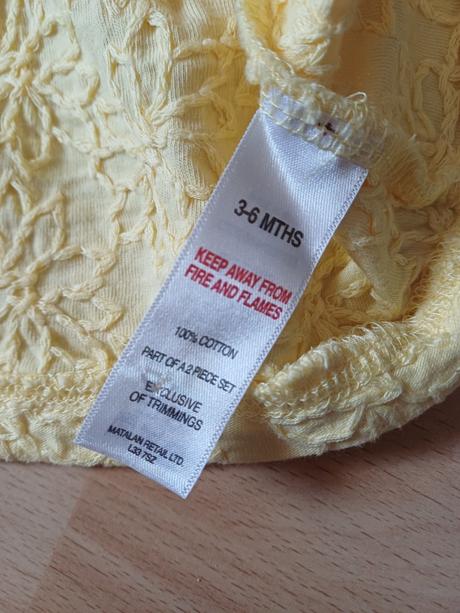 3-6 MTHS
KEEP AWAY FROM
FIRE AND FLAMES
100% COTTON
PART OF A 2 PIECE SET
EXCLUSIVE
OF TRIMMINGS
MATALAN RETAIL LTD.
L33 7SZ